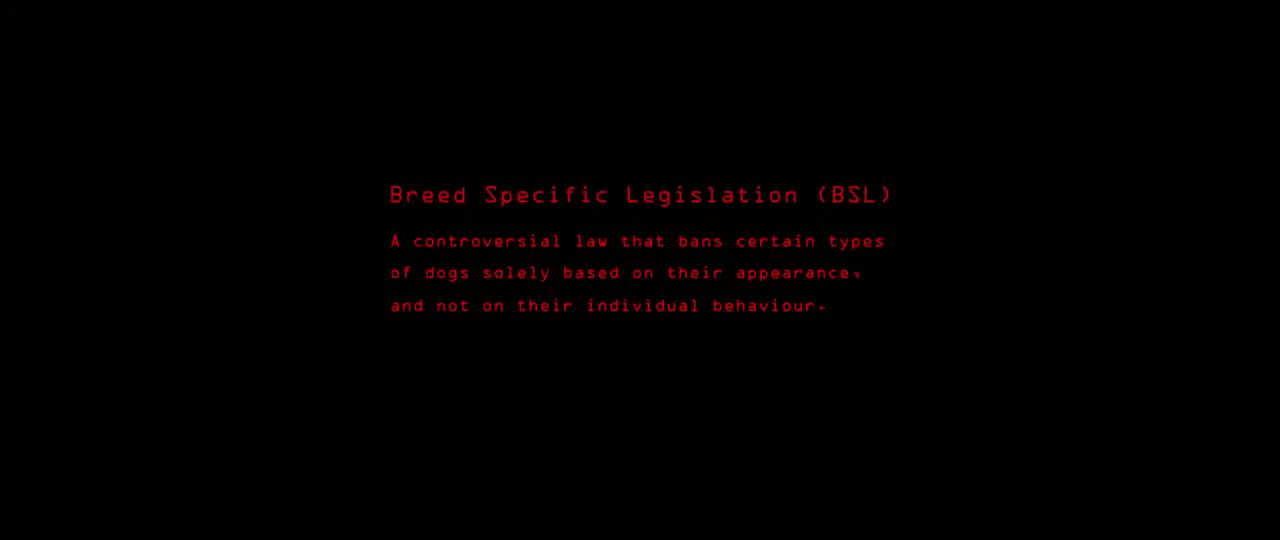 Breed Specific Legislation (BSL)
A controversial law that bans certain types
of dogs solely based on their appearance,
and not on their individual behaviour.